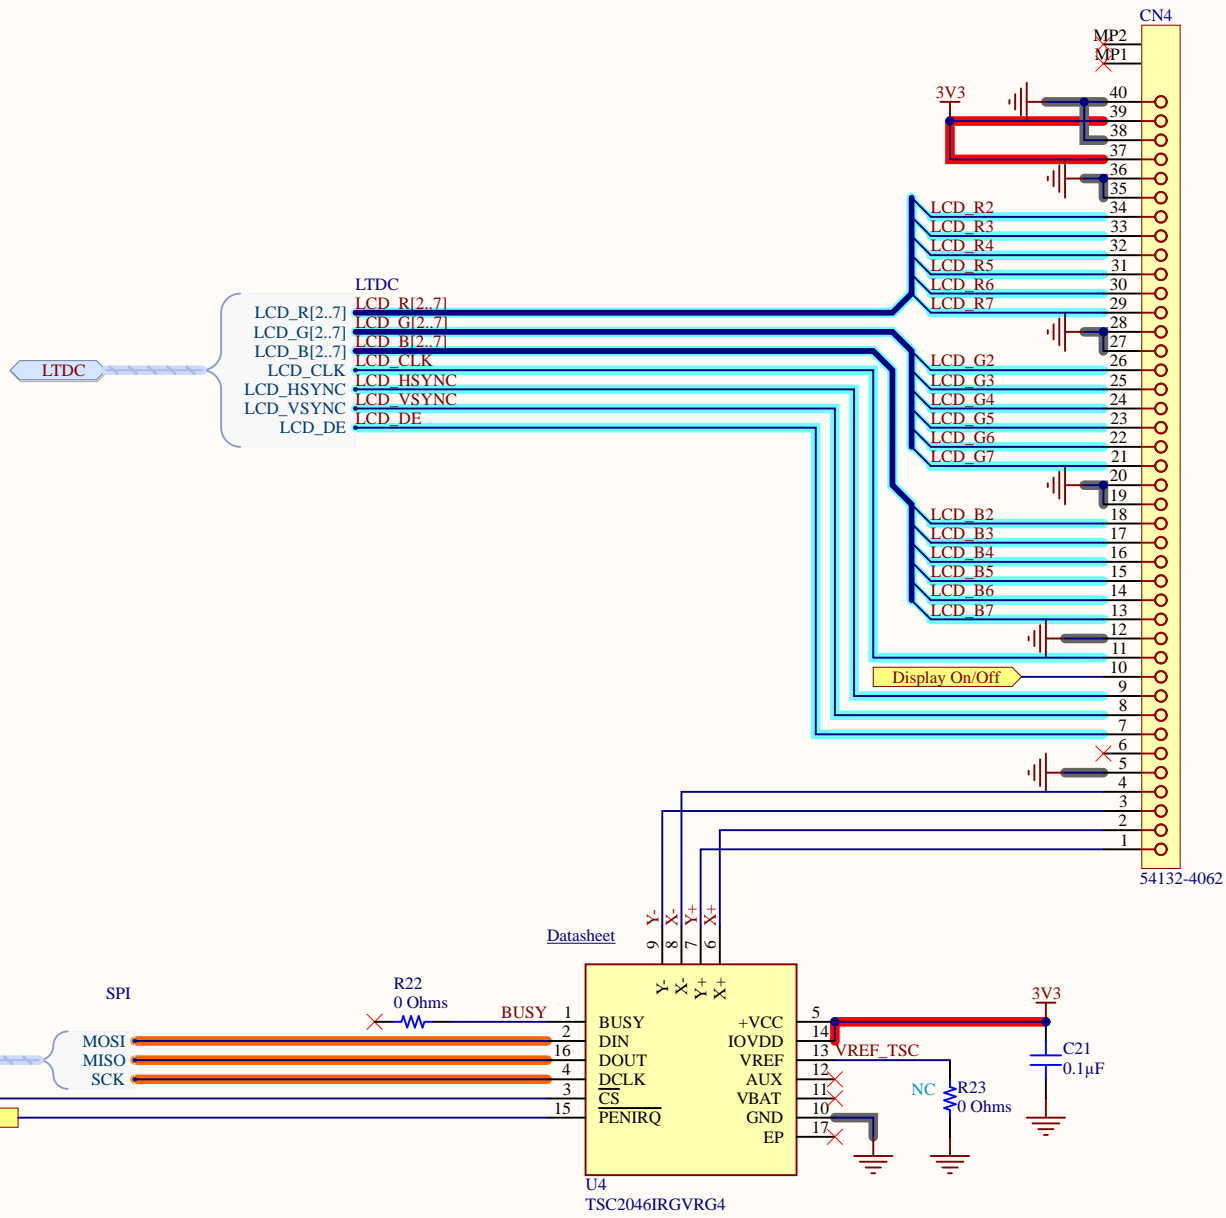 CN4
MP2
MP1
40
3V3
39
38
37
36
35
LCD_R2 34
LCD_R3 33
LCD_R4 32
LCD_R5 31
LCD_R6 30
LCD_R7 29
28
27
LTDC
LCD_R[2..7] LCD_R[2..7]
LCD_G[2..7] LCD_G[2..7]
LCD_B[2..7] LCD_B[2..7]
LTDC
LCD_CLK LCD_CLK
LCD_HSYNC LCD_HSYNC
LCD_VSYNC LCD_VSYNC
LCD_DE LCD_DE
LCD_G2 26
LCD_G3 25
LCD_G4 24
LCD_G5 23
LCD_G6 22
LCD_G7 21
20
19
LCD_B2 18
LCD_B3 17
LCD_B4 16
LCD_B5 15
LCD_B6 14
LCD_B7 13
12
11
Display On/Off 10
9
8
7
6
5
4
3
2
1
54132-4062
Y- X- Y+ X+
9 8 7 6
Datasheet
Y- X- Y+ X+
SPI
R22
0 Ohms
BUSY 1 BUSY
MOSI 2 DIN
MISO 16 DOUT
SCK 4 DCLK
3 CS
15 PENIRQ
+VCC 5
IOVDD 14
VREF 13 VREF_TSC
AUX 12
VBAT 11
GND 10
EP 17
3V3
C21
0.1µF
NC R23
0 Ohms
U4
TSC2046IRGVRG4